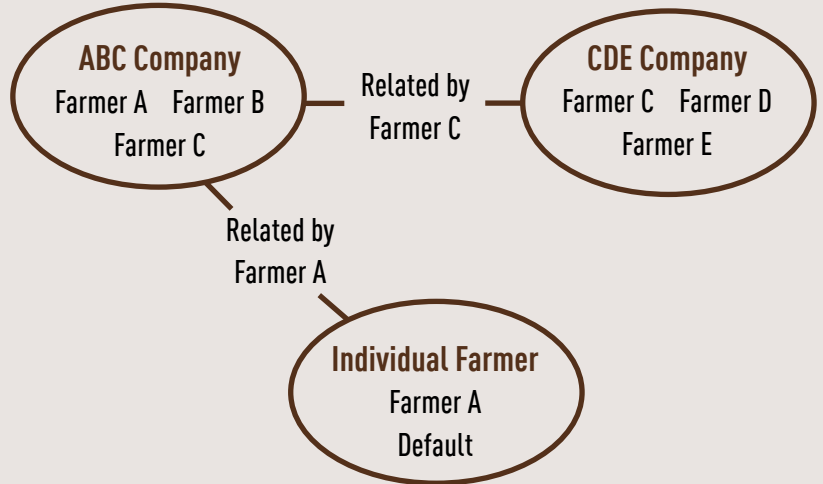 ABC Company
Farmer A Farmer B
Farmer C
Related by
Farmer C
CDE Company
Farmer C Farmer D
Farmer E
Related by
Farmer A
Individual Farmer
Farmer A
Default